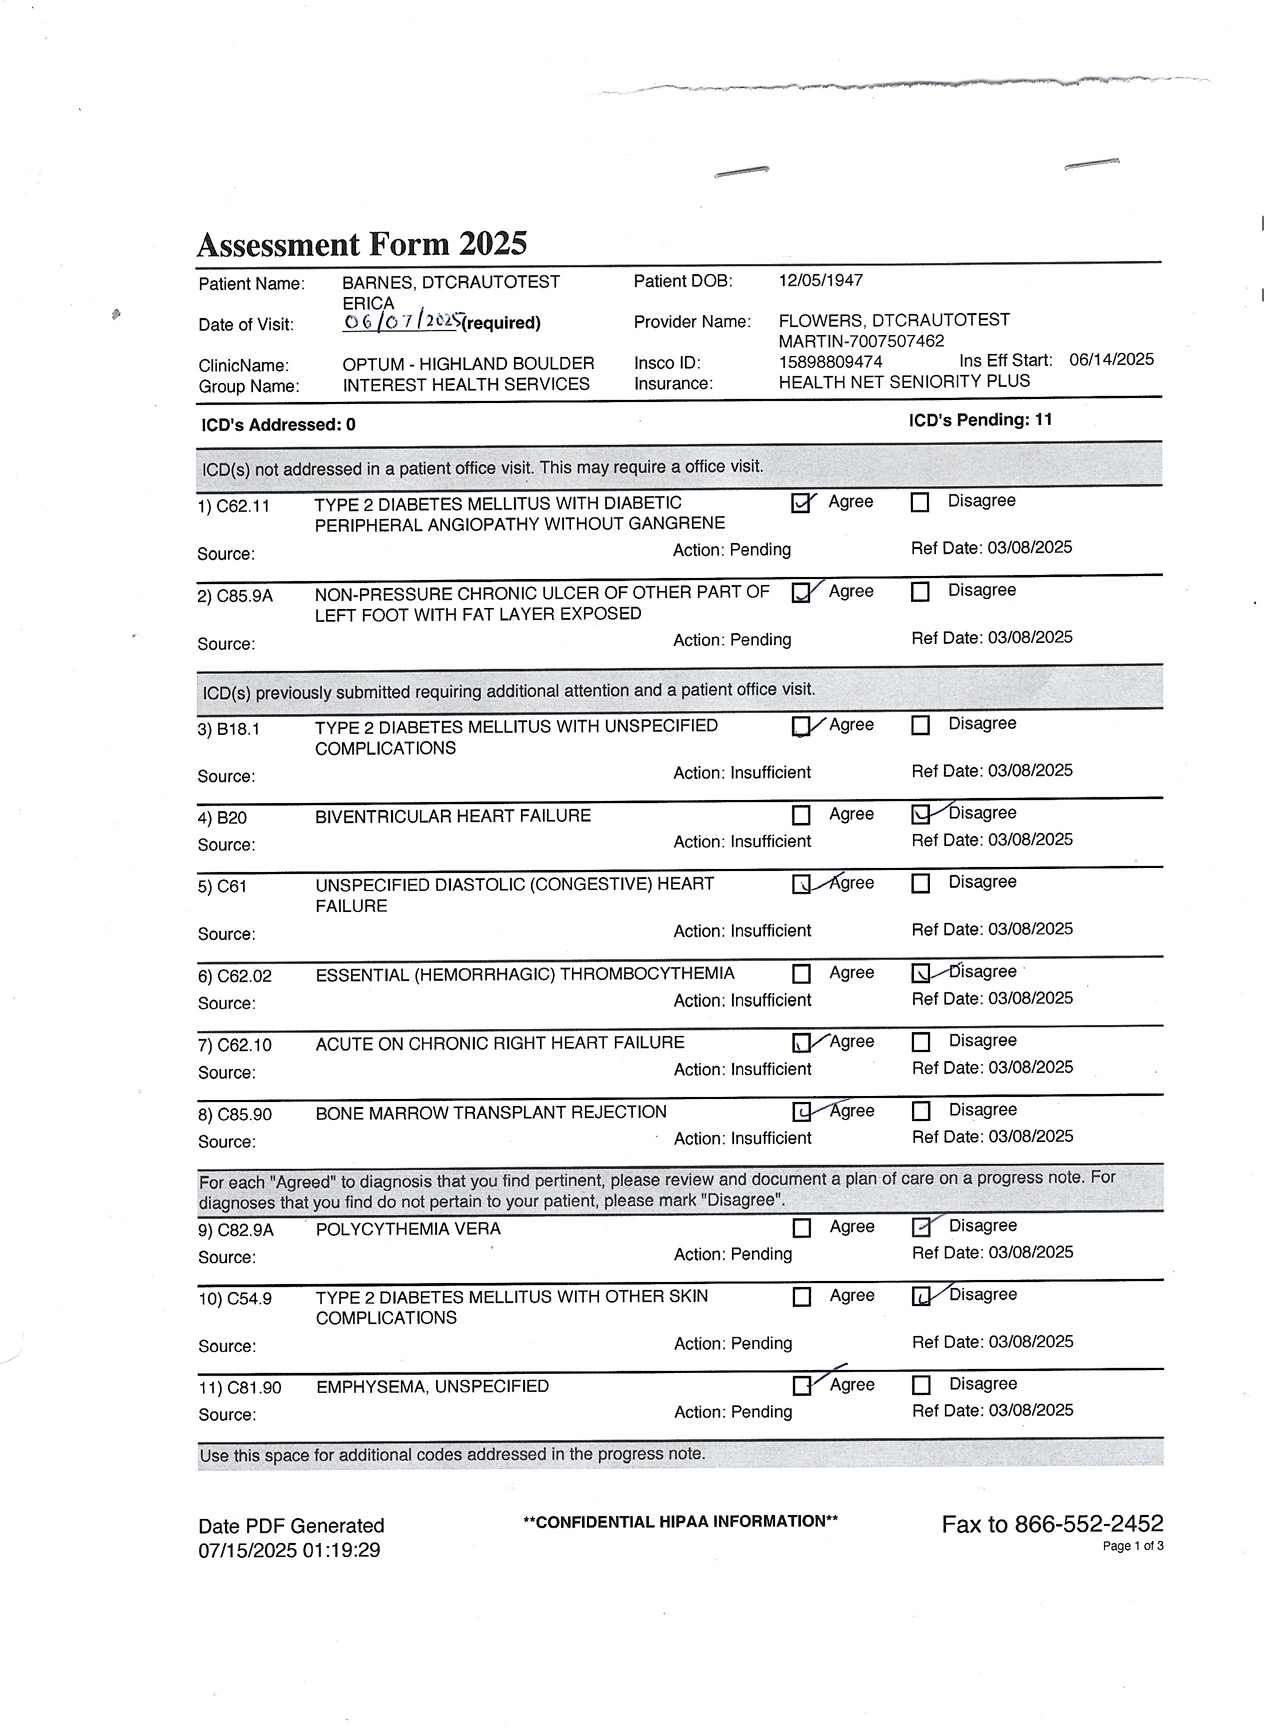 Assessment Form 2025
Patient Name: BARNES, DTCRAUTOTEST Patient DOB: 12/05/1947
ERICA
Date of Visit: 06/07/2025 (required) Provider Name: FLOWERS, DTCRAUTOTEST
MARTIN-7007507462
ClinicName: OPTUM - HIGHLAND BOULDER Insco ID: 15898809474 Ins Eff Start: 06/14/2025
Group Name: INTEREST HEALTH SERVICES Insurance: HEALTH NET SENIORITY PLUS
ICD's Addressed: 0 ICD's Pending: 11
ICD(s) not addressed in a patient office visit. This may require a office visit.
1) C62.11 TYPE 2 DIABETES MELLITUS WITH DIABETIC Agree Disagree
PERIPHERAL ANGIOPATHY WITHOUT GANGRENE
Source: Action: Pending Ref Date: 03/08/2025
2) C85.9A NON-PRESSURE CHRONIC ULCER OF OTHER PART OF Agree Disagree
LEFT FOOT WITH FAT LAYER EXPOSED
Source: Action: Pending Ref Date: 03/08/2025
ICD(s) previously submitted requiring additional attention and a patient office visit.
3) B18.1 TYPE 2 DIABETES MELLITUS WITH UNSPECIFIED Agree Disagree
COMPLICATIONS
Source: Action: Insufficient Ref Date: 03/08/2025
4) B20 BIVENTRICULAR HEART FAILURE Agree Disagree
Source: Action: Insufficient Ref Date: 03/08/2025
5) C61 UNSPECIFIED DIASTOLIC (CONGESTIVE) HEART Agree Disagree
FAILURE
Source: Action: Insufficient Ref Date: 03/08/2025
6) C62.02 ESSENTIAL (HEMORRHAGIC) THROMBOCYTHEMIA Agree Disagree
Source: Action: Insufficient Ref Date: 03/08/2025
7) C62.10 ACUTE ON CHRONIC RIGHT HEART FAILURE Agree Disagree
Source: Action: Insufficient Ref Date: 03/08/2025
8) C85.90 BONE MARROW TRANSPLANT REJECTION Agree Disagree
Source: Action: Insufficient Ref Date: 03/08/2025
For each "Agreed" to diagnosis that you find pertinent, please review and document a plan of care on a progress note. For
diagnoses that you find do not pertain to your patient, please mark "Disagree".
9) C82.9A POLYCYTHEMIA VERA Agree Disagree
Source: Action: Pending Ref Date: 03/08/2025
10) C54.9 TYPE 2 DIABETES MELLITUS WITH OTHER SKIN Agree Disagree
COMPLICATIONS
Source: Action: Pending Ref Date: 03/08/2025
11) C81.90 EMPHYSEMA, UNSPECIFIED Agree Disagree
Source: Action: Pending Ref Date: 03/08/2025
Use this space for additional codes addressed in the progress note.
Date PDF Generated **CONFIDENTIAL HIPAA INFORMATION** Fax to 866-552-2452
07/15/2025 01:19:29 Page 1 of 3